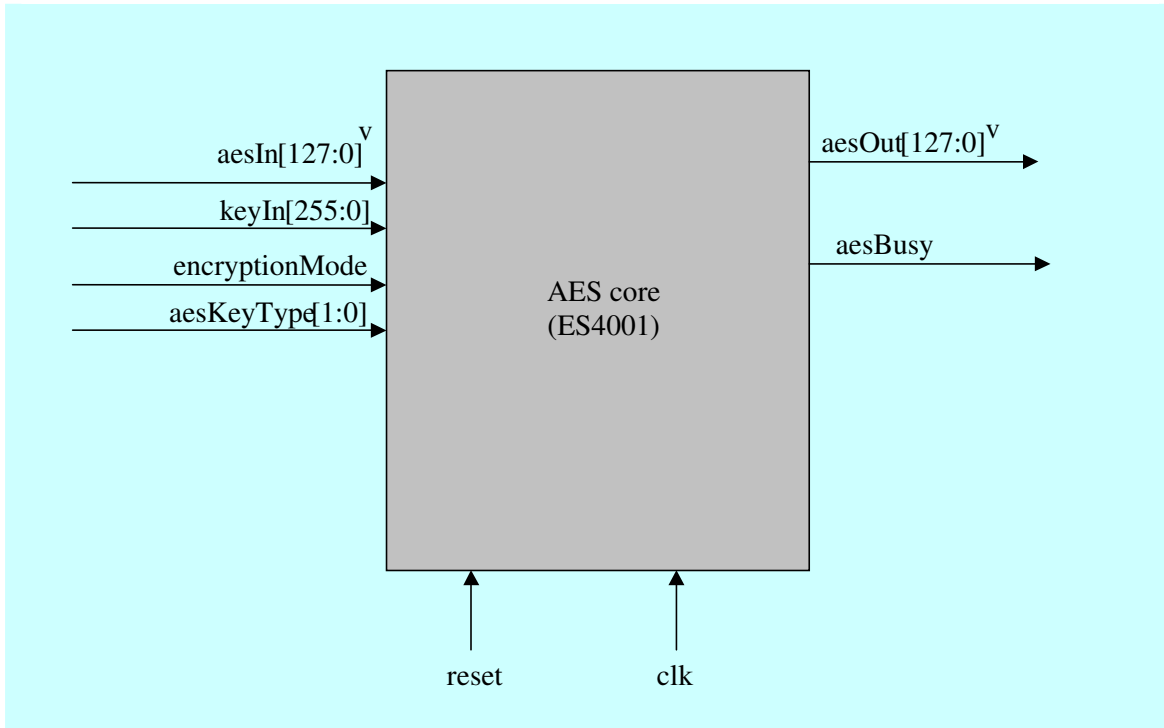 aesIn[127:0]v
keyIn[255:0]
encryptionMode
aesKeyType[1:0]
AES core
(ES4001)
aesOut[127:0]v
aesBusy
reset
clk